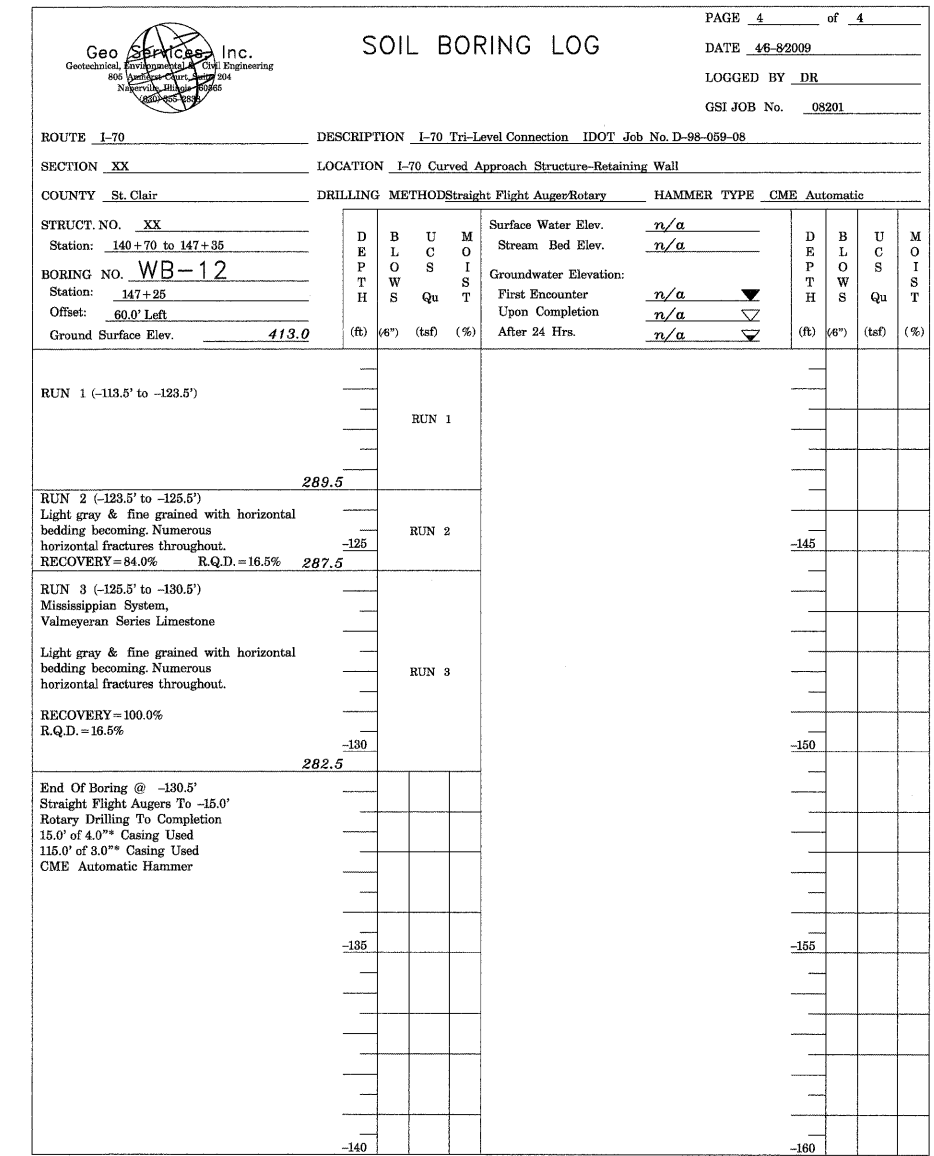 PAGE 4 of 4
SOIL BORING LOG
DATE 4/6-8/2009
LOGGED BY DR
GSI JOB No. 08201
Geo Services, Inc.
Geotechnical, Environmental & Civil Engineering
805 Amherst Court, Suite 204
Naperville, Illinois 60565
(630) 355-2838
ROUTE I-70 DESCRIPTION I-70 Tri-Level Connection IDOT Job No. D-98-059-08
SECTION XX LOCATION I-70 Curved Approach Structure-Retaining Wall
COUNTY St. Clair DRILLING METHOD Straight Flight Auger/Rotary HAMMER TYPE CME Automatic
STRUCT. NO. XX
Station: 140+70 to 147+35
BORING NO. WB-12
Station: 147+25
Offset: 60.0' Left
Ground Surface Elev. 413.0
DEPTH (ft)
BLOWS (/6")
UCS Qu (tsf)
MOIST (%)
Surface Water Elev. n/a
Stream Bed Elev. n/a
Groundwater Elevation:
First Encounter n/a
Upon Completion n/a
After 24 Hrs. n/a
DEPTH (ft)
BLOWS (/6")
UCS Qu (tsf)
MOIST (%)
RUN 1 (-113.5' to -123.5')
RUN 1
289.5
RUN 2 (-123.5' to -125.5')
Light gray & fine grained with horizontal
bedding becoming. Numerous
RUN 2
horizontal fractures throughout.
-125
-145
RECOVERY=84.0% R.Q.D.=16.5% 287.5
RUN 3 (-125.5' to -130.5')
Mississippian System,
Valmeyeran Series Limestone
Light gray & fine grained with horizontal
bedding becoming. Numerous
RUN 3
horizontal fractures throughout.
RECOVERY=100.0%
R.Q.D.=16.5%
-130
-150
282.5
End Of Boring @ -130.5'
Straight Flight Augers To -15.0'
Rotary Drilling To Completion
15.0' of 4.0"* Casing Used
115.0' of 3.0"* Casing Used
CME Automatic Hammer
-135
-155
-140
-160